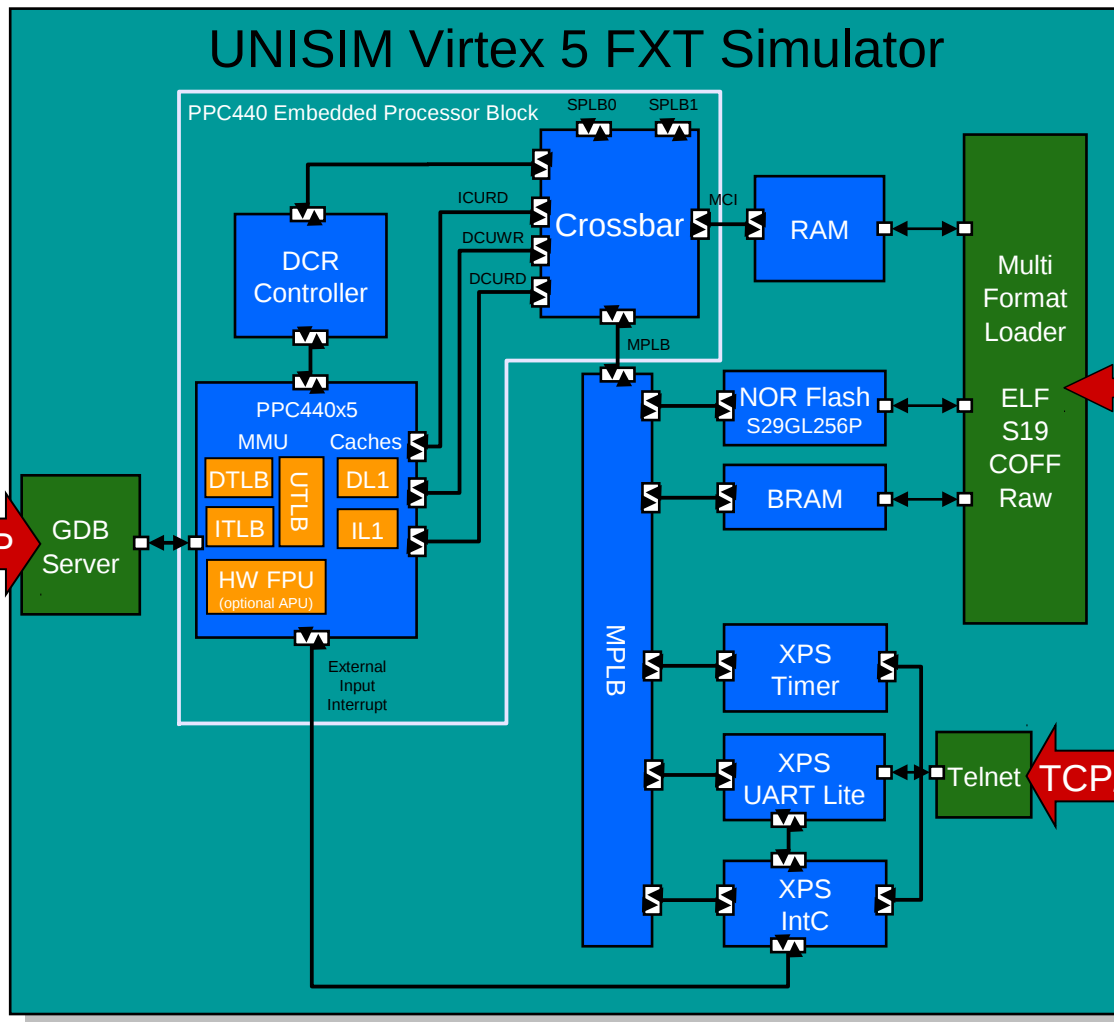 UNISIM Virtex 5 FXT Simulator
PPC440 Embedded Processor Block
SPLB0
SPLB1
Crossbar
ICURD
DCUWR
DCURD
MCI
MPLB
RAM
DCR
Controller
Multi
Format
Loader
ELF
S19
COFF
Raw
PPC440x5
MMU
Caches
DTLB
UTLB
DL1
ITLB
IL1
HW FPU
(optional APU)
GDB
Server
P
External
Input
Interrupt
MPLB
NOR Flash
S29GL256P
BRAM
XPS
Timer
XPS
UART Lite
XPS
IntC
Telnet
TCP